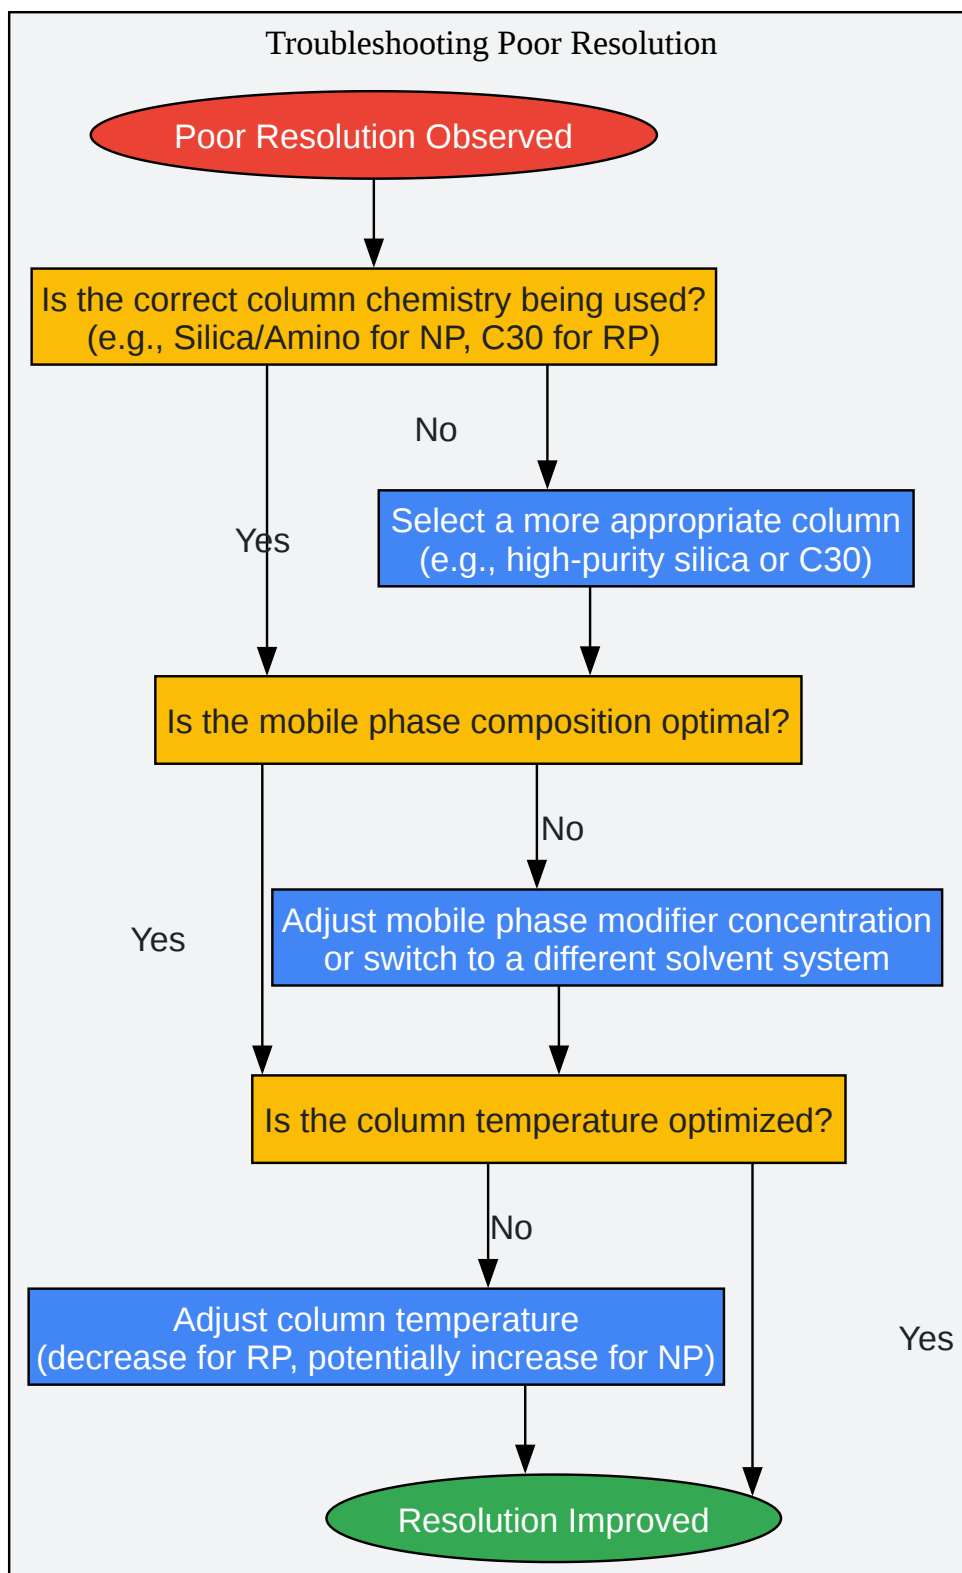 Troubleshooting Poor Resolution
Poor Resolution Observed
Is the correct column chemistry being used?
(e.g., Silica/Amino for NP, C30 for RP)
No
Select a more appropriate column
(e.g., high-purity silica or C30)
Yes
Is the mobile phase composition optimal?
No
Adjust mobile phase modifier concentration
or switch to a different solvent system
Yes
Is the column temperature optimized?
No
Adjust column temperature
(decrease for RP, potentially increase for NP)
Yes
Resolution Improved